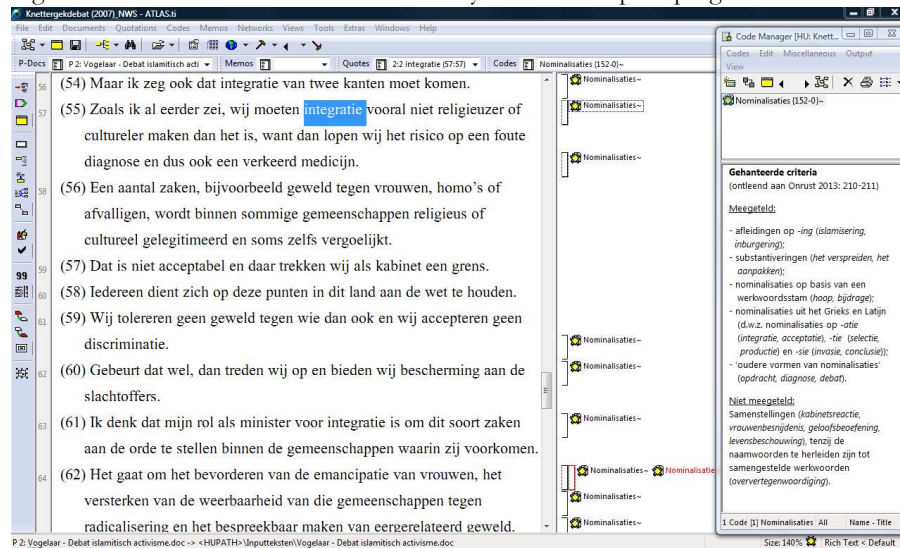 Knettergekdebat (2007)_NWS - ATLAS.ti
File Edit Documents Quotations Codes Memos Networks Views Tools Extras Windows Help
P-Docs P 2: Vogelaar - Debat islamitisch acti Memos Quotes 2:2 integratie (57:57) Codes Nominalisaties (152-0)~
56 (54) Maar ik zeg ook dat integratie van twee kanten moet komen.
57 (55) Zoals ik al eerder zei, wij moeten integratie vooral niet religieuzer of
cultureler maken dan het is, want dan lopen wij het risico op een foute
diagnose en dus ook een verkeerd medicijn.
58 (56) Een aantal zaken, bijvoorbeeld geweld tegen vrouwen, homo's of
afvalligen, wordt binnen sommige gemeenschappen religieus of
cultureel gelegitimeerd en soms zelfs vergoelijkt.
59 (57) Dat is niet acceptabel en daar trekken wij als kabinet een grens.
60 (58) Iedereen dient zich op deze punten in dit land aan de wet te houden.
61 (59) Wij tolereren geen geweld tegen wie dan ook en wij accepteren geen
discriminatie.
62 (60) Gebeurt dat wel, dan treden wij op en bieden wij bescherming aan de
slachtoffers.
63 (61) Ik denk dat mijn rol als minister voor integratie is om dit soort zaken
aan de orde te stellen binnen de gemeenschappen waarin zij voorkomen.
64 (62) Het gaat om het bevorderen van de emancipatie van vrouwen, het
versterken van de weerbaarheid van die gemeenschappen tegen
radicalisering en het bespreekbaar maken van eergerelateerd geweld.
Nominalisaties~
Nominalisaties~
Nominalisaties~
Nominalisaties~
Nominalisaties~
Nominalisaties~
Nominalisaties~ Nominalisatie
Nominalisaties~
Nominalisaties~
Code Manager [HU: Knett...
Codes Edit Miscellaneous Output
View
Nominalisaties {152-0}~
Gehanteerde criteria
(ontleend aan Onrust 2013: 210-211)
Meegeteld:
- afleidingen op -ing (islamisering,
inburgering);
- substantiveringen (het verspreiden, het
aanpakken);
- nominalisaties op basis van een
werkwoordsstam (hoop, bijdrage);
- nominalisaties uit het Grieks en Latijn
(d.w.z. nominalisaties op -atie
(integratie, acceptatie), -tie (selectie,
productie) en -sie (invasie, conclusie));
- 'oudere vormen van nominalisaties'
(opdracht, diagnose, debat).
Niet meegeteld:
Samenstellingen (kabinetsreactie,
vrouwenbesnijdenis, geloofsbeoefening,
levensbeschouwing), tenzij de
naamwoorden te herleiden zijn tot
samengestelde werkwoorden
(oververtegenwoordiging).
1 Code [1] Nominalisaties All Name - Title
P 2: Vogelaar - Debat islamitisch activisme.doc -> <HUPATH>\Inputteksten\Vogelaar - Debat islamitisch activisme.doc Size: 140% Rich Text < Default